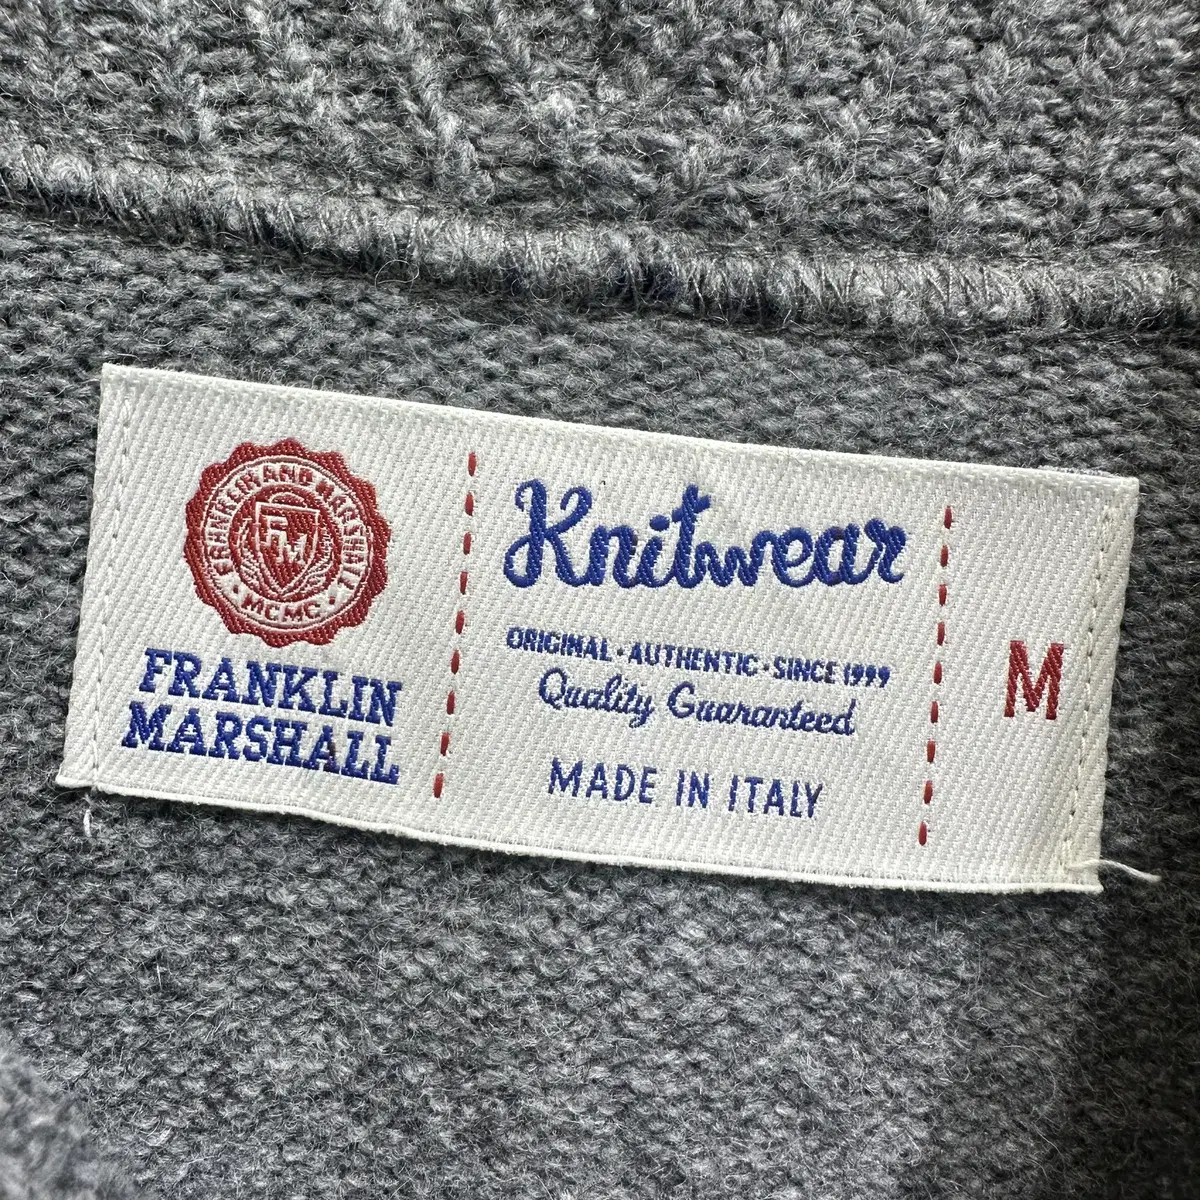 FRANKLIN AND MARSHALL
FM
• MCMC •
FRANKLIN
MARSHALL
Knitwear
ORIGINAL • AUTHENTIC • SINCE 1999
Quality Guaranteed
MADE IN ITALY
M